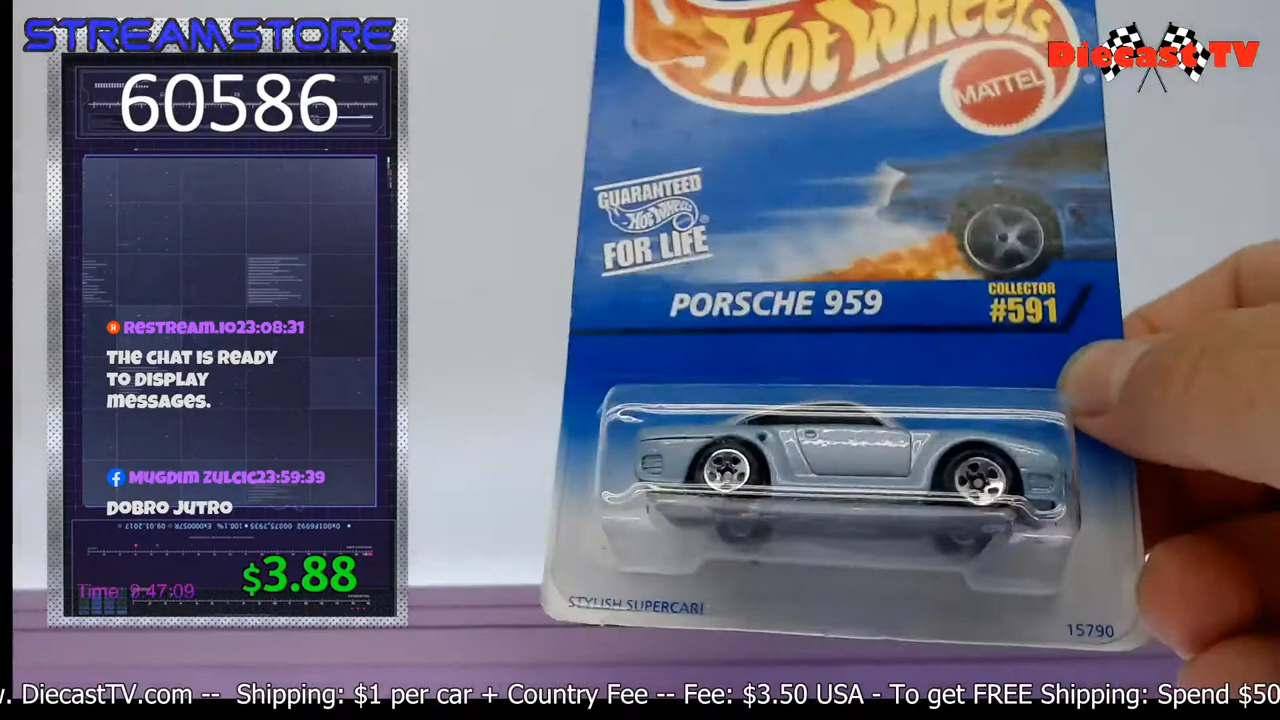 STREAMSTORE
60586
RESTREAM.IO23:08:31
THE CHAT IS READY
TO DISPLAY
MESSAGES.
MUGDIM ZULCIC23:59:39
DOBRO JUTRO
$3.88
Time: 9:47:09
HOT WHEELS
MATTEL
GUARANTEED
Hot Wheels
FOR LIFE
PORSCHE 959
COLLECTOR
#591
STYLISH SUPERCAR!
15790
Diecast TV
w. DiecastTV.com -- Shipping: $1 per car + Country Fee -- Fee: $3.50 USA - To get FREE Shipping: Spend $50